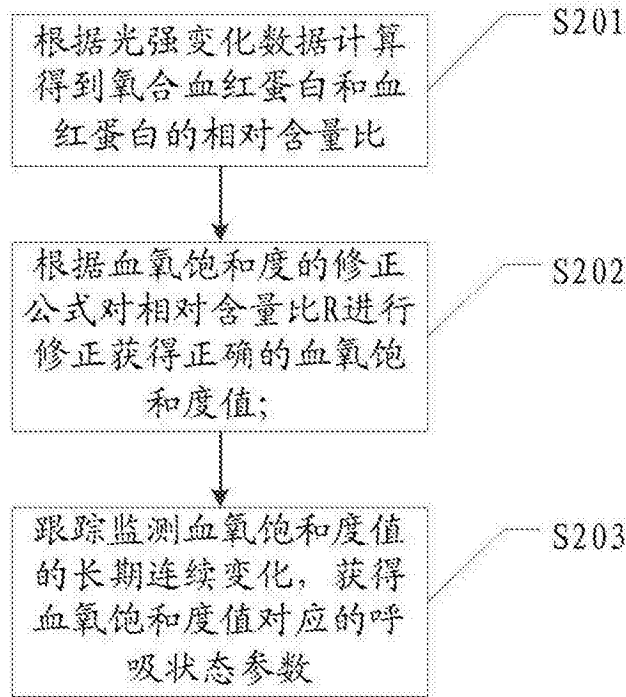 根据光强变化数据计算
得到氧合血红蛋白和血
红蛋白的相对含量比
S201
根据血氧饱和度的修正
公式对相对含量比R进行
修正获得正确的血氧饱
和度值;
S202
跟踪监测血氧饱和度值
的长期连续变化，获得
血氧饱和度值对应的呼
吸状态参数
S203